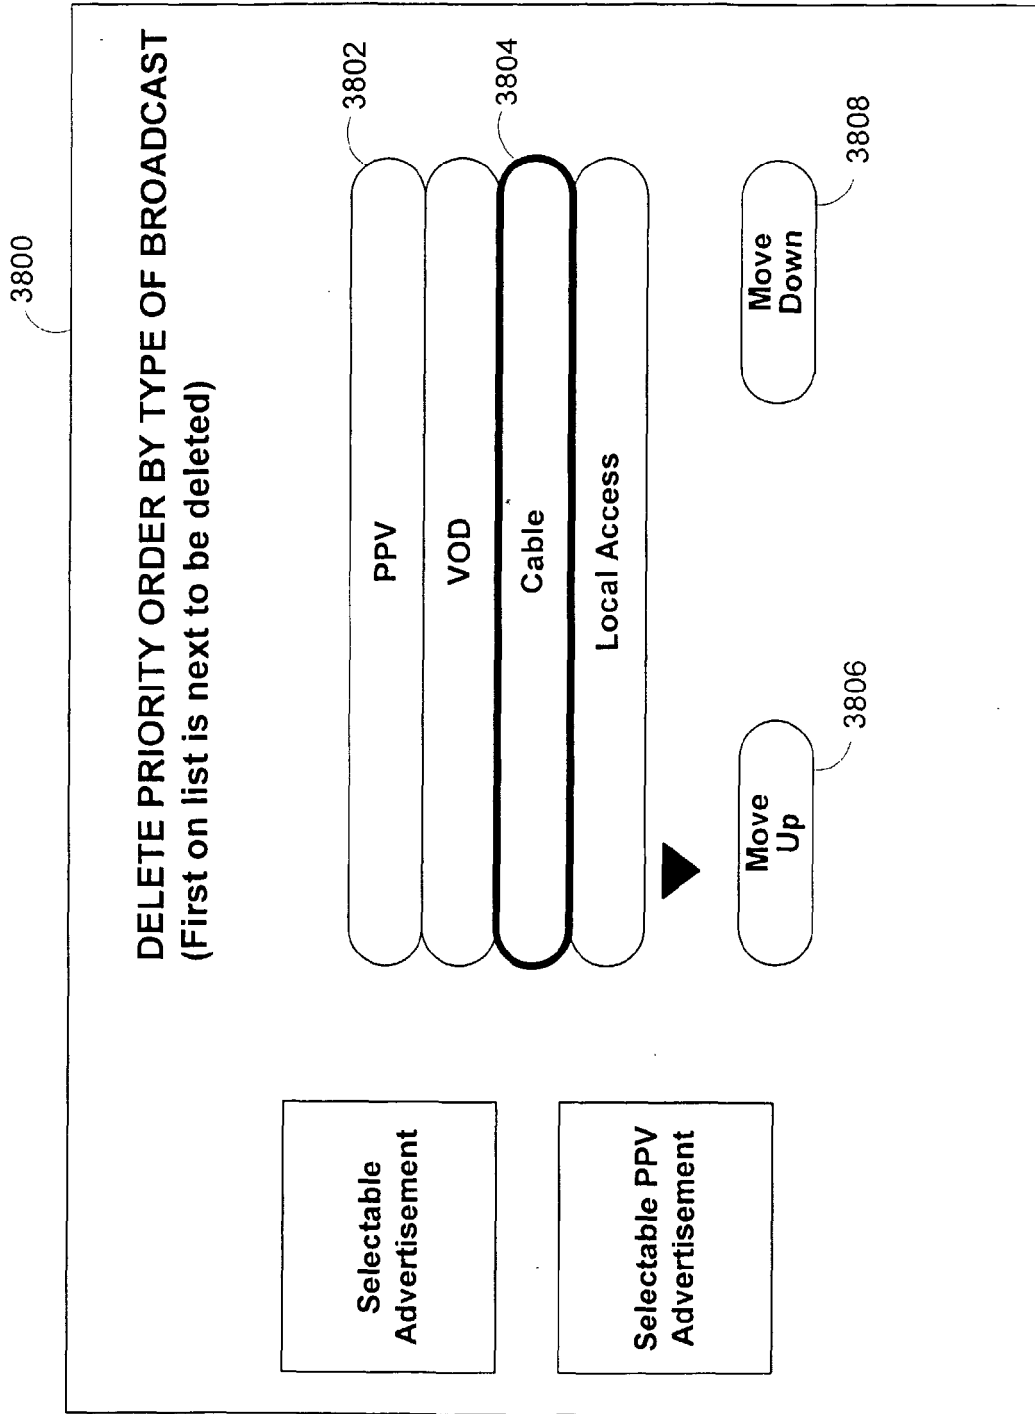 3800
DELETE PRIORITY ORDER BY TYPE OF BROADCAST
(First on list is next to be deleted)
Selectable
Advertisement
Selectable PPV
Advertisement
PPV
3802
VOD
Cable
3804
Local Access
Move
Up
3806
Move
Down
3808